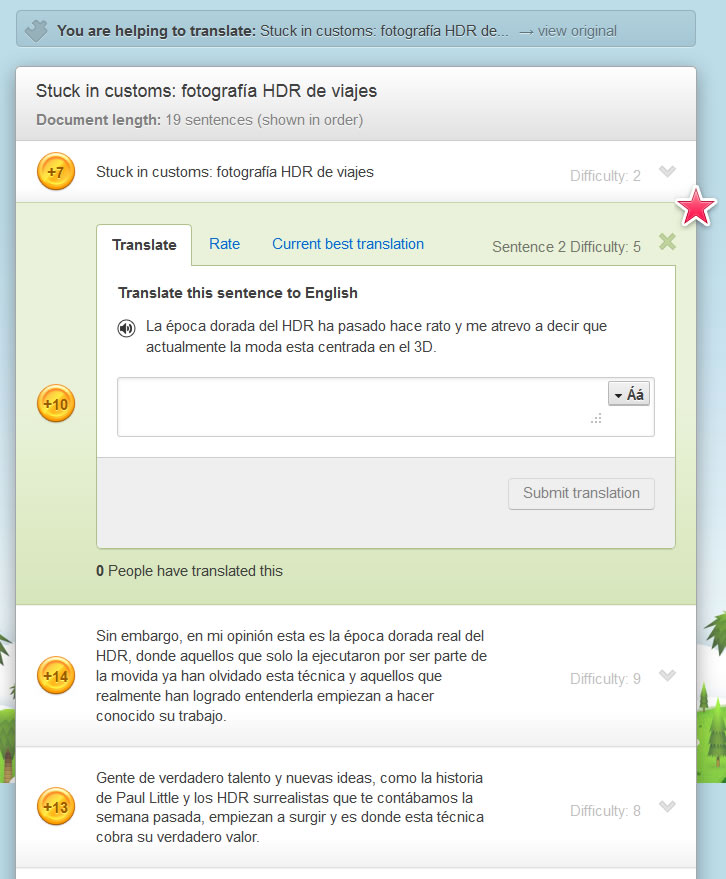 You are helping to translate: Stuck in customs: fotografía HDR de... → view original
Stuck in customs: fotografía HDR de viajes
Document length: 19 sentences (shown in order)
+7
Stuck in customs: fotografía HDR de viajes
Difficulty: 2
Translate
Rate
Current best translation
Sentence 2 Difficulty: 5
Translate this sentence to English
La época dorada del HDR ha pasado hace rato y me atrevo a decir que
actualmente la moda esta centrada en el 3D.
+10
Áá
Submit translation
0 People have translated this
Sin embargo, en mi opinión esta es la época dorada real del
HDR, donde aquellos que solo la ejecutaron por ser parte de
+14
la movida ya han olvidado esta técnica y aquellos que
Difficulty: 9
realmente han logrado entenderla empiezan a hacer
conocido su trabajo.
Gente de verdadero talento y nuevas ideas, como la historia
de Paul Little y los HDR surrealistas que te contábamos la
+13
semana pasada, empiezan a surgir y es donde esta técnica
Difficulty: 8
cobra su verdadero valor.